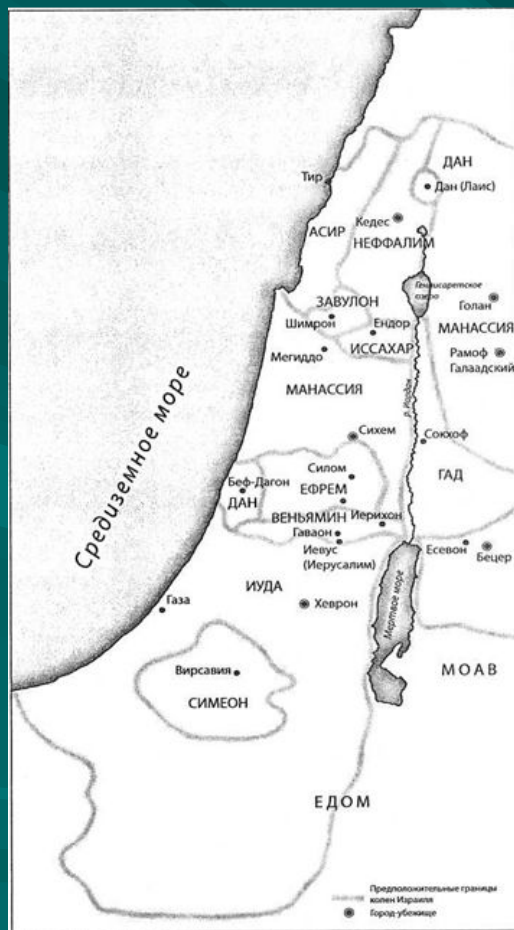 ДАН
Тир
Дан (Лаис)
Кедес
АСИР
НЕФФАЛИМ
Геннисаретское
озеро
Голан
ЗАВУЛОН
Шимрон
Ендор
МАНАССИЯ
ИССАХАР
Мегиддо
Рамоф
Галаадский
МАНАССИЯ
р. Иордан
Средиземное море
Сихем
Сокхоф
Силом
ГАД
Беф-Дагон
ЕФРЕМ
ДАН
ВЕНЬЯМИН
Иерихон
Гаваон
Иевус
(Иерусалим)
Есевон
Бецер
ИУДА
Газа
Хеврон
Мертвое море
Вирсавия
МОАВ
СИМЕОН
ЕДОМ
Предположительные границы
колен Израиля
Город-убежище